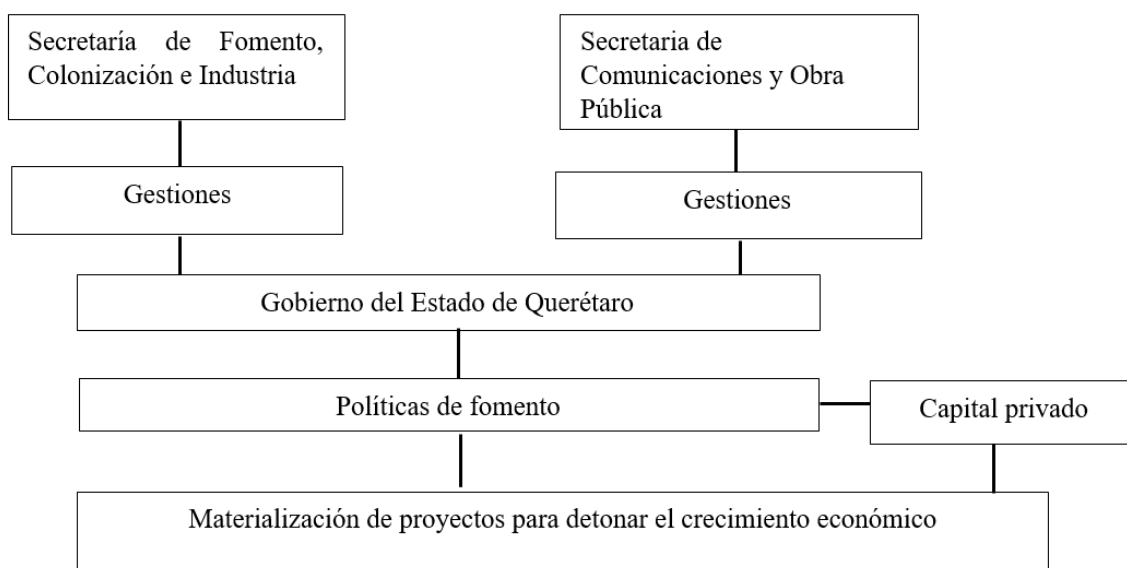 Secretaría de Fomento,
Colonización e Industria
Secretaria de
Comunicaciones y Obra
Pública
Gestiones
Gestiones
Gobierno del Estado de Querétaro
Políticas de fomento
Capital privado
Materialización de proyectos para detonar el crecimiento económico